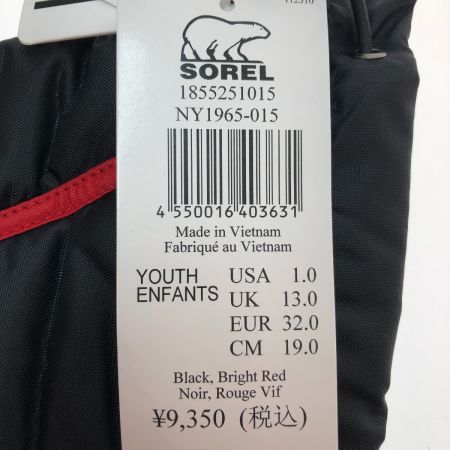 SOREL
1855251015
NY1965-015
4 550016 403631
Made in Vietnam
Fabriqué au Vietnam
YOUTH
ENFANTS
USA 1.0
UK 13.0
EUR 32.0
CM 19.0
Black, Bright Red
Noir, Rouge Vif
¥9,350 (税込)